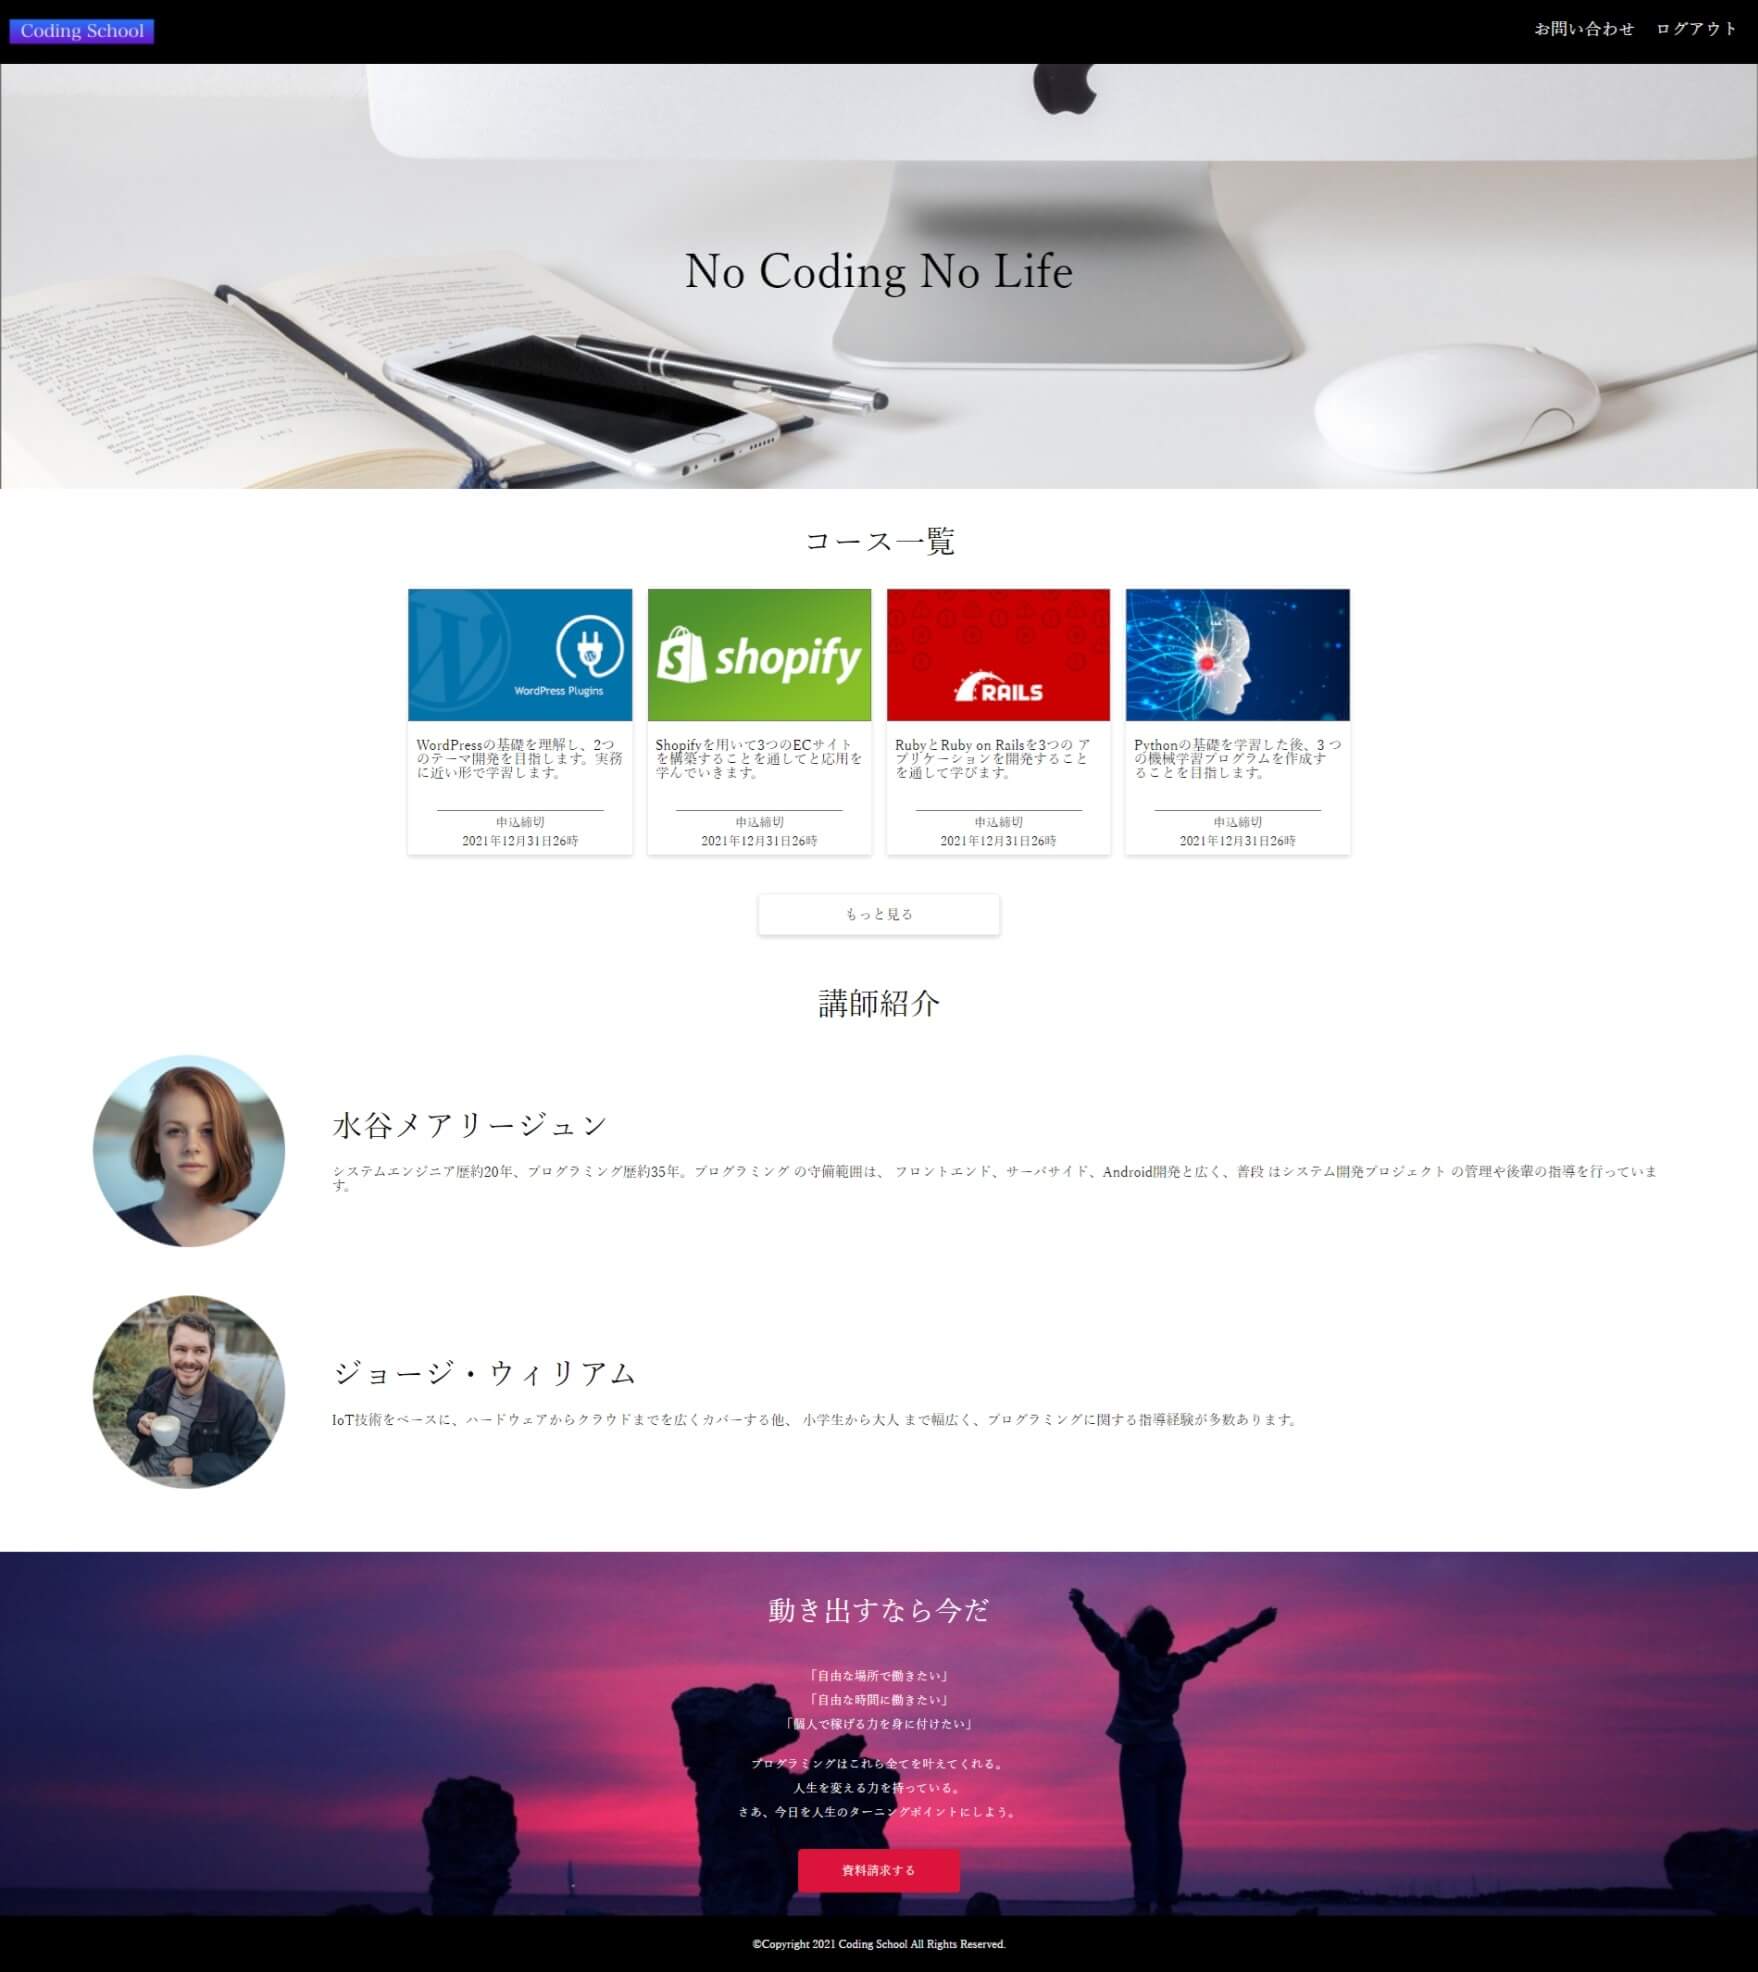 Coding School
お問い合わせ ログアウト
No Coding No Life
コース一覧
WordPress Plugins
WordPressの基礎を理解し、2つ
のテーマ開発を目指します。実務
に近い形で学習します。
申込締切
2021年12月31日26時
shopify
Shopifyを用いて3つのECサイト
を構築することを通してと応用を
学んでいきます。
申込締切
2021年12月31日26時
RAILS
RubyとRuby on Railsを3つの ア
プリケーションを開発すること
を通して学びます。
申込締切
2021年12月31日26時
Pythonの基礎を学習した後、3 つ
の機械学習プログラムを作成す
ることを目指します。
申込締切
2021年12月31日26時
もっと見る
講師紹介
水谷メアリージュン
システムエンジニア歴約20年、プログラミング歴約35年。プログラミング の守備範囲は、 フロントエンド、サーバサイド、Android開発と広く、普段 はシステム開発プロジェクト の管理や後輩の指導を行っていま
す。
ジョージ・ウィリアム
IoT技術をベースに、ハードウェアからクラウドまでを広くカバーする他、 小学生から大人 まで幅広く、プログラミングに関する指導経験が多数あります。
動き出すなら今だ
「自由な場所で働きたい」
「自由な時間に働きたい」
「個人で稼げる力を身に付けたい」
プログラミングはこれら全てを叶えてくれる。
人生を変える力を持っている。
さあ、今日を人生のターニングポイントにしよう。
資料請求する
©Copyright 2021 Coding School All Rights Reserved.